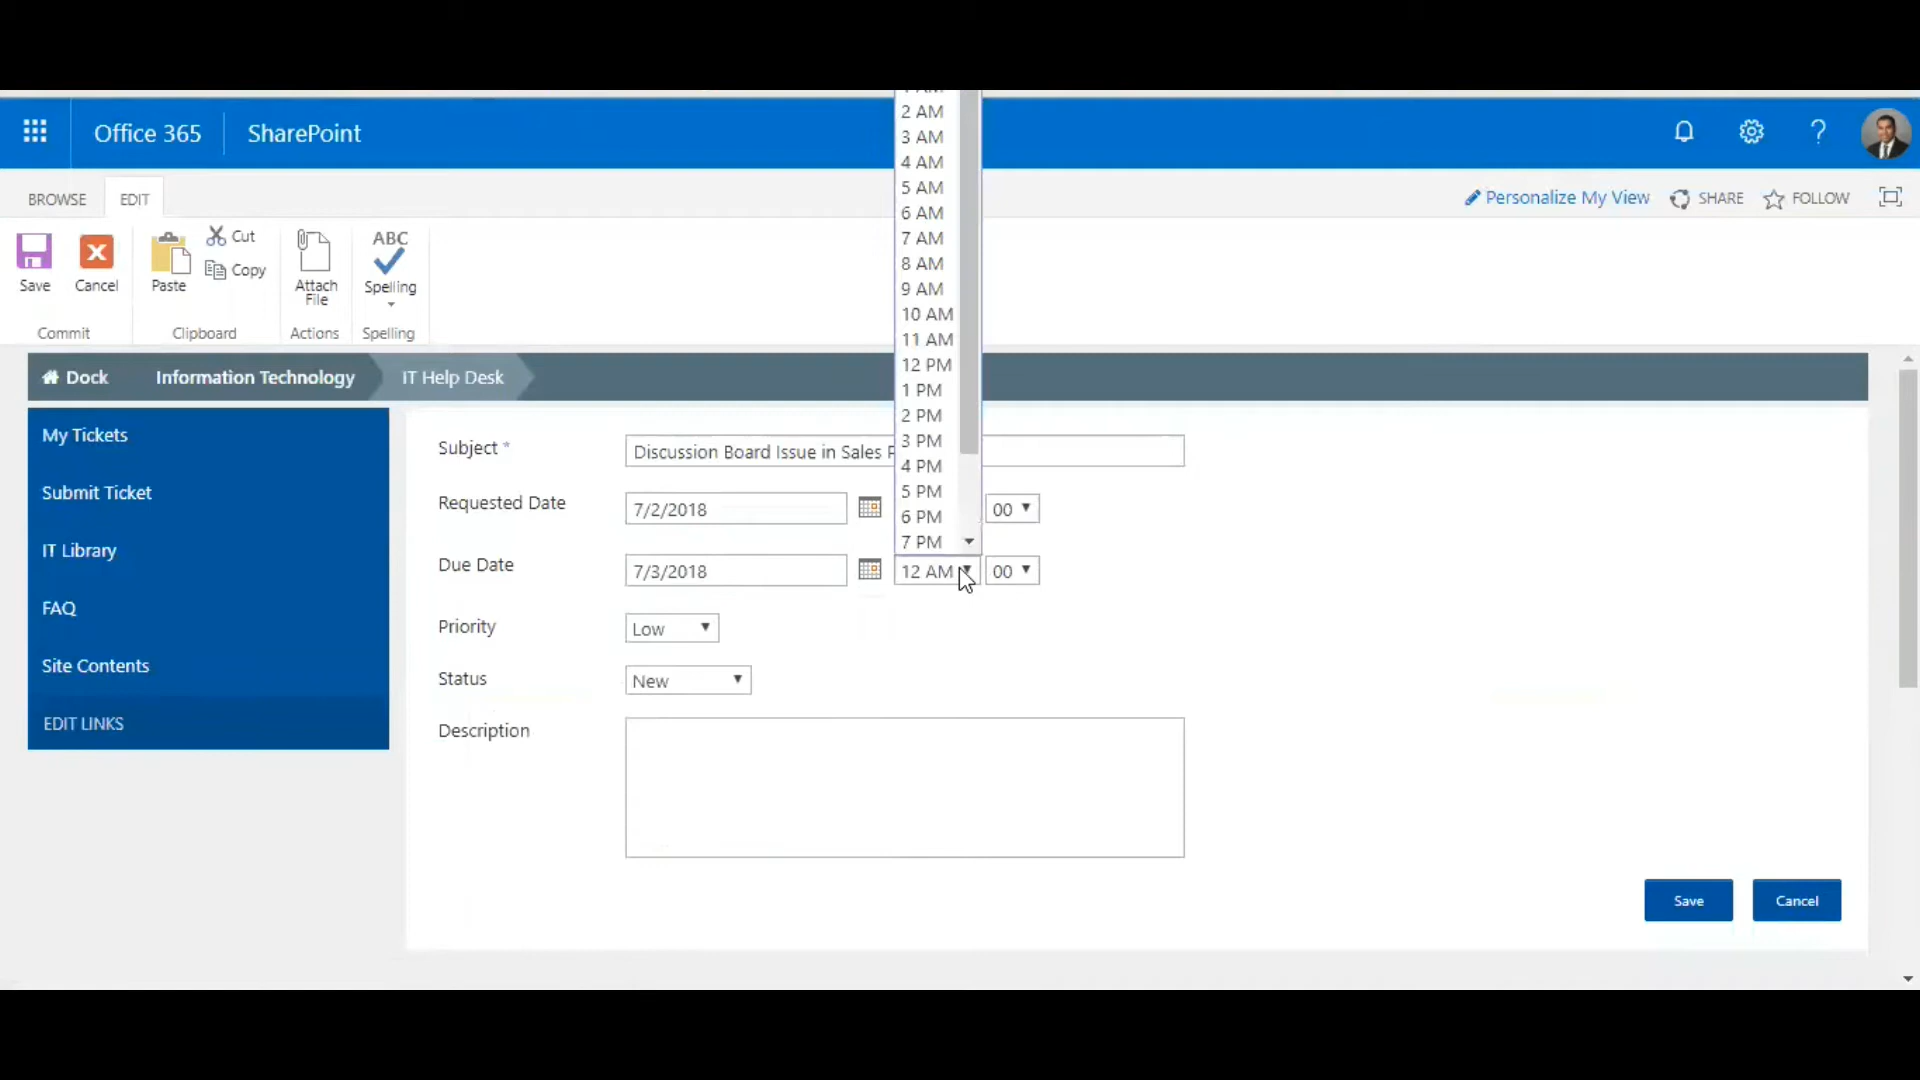 Office 365
SharePoint
BROWSE
EDIT
Personalize My View
SHARE
FOLLOW
Save
Cancel
Commit
Paste
Cut
Copy
Clipboard
Attach
File
Actions
ABC
Spelling
Spelling
Dock
Information Technology
IT Help Desk
My Tickets
Submit Ticket
IT Library
FAQ
Site Contents
EDIT LINKS
2 AM
3 AM
4 AM
5 AM
6 AM
7 AM
8 AM
9 AM
10 AM
11 AM
12 PM
1 PM
2 PM
3 PM
4 PM
5 PM
6 PM
7 PM
Subject *
Discussion Board Issue in Sales
Requested Date
7/2/2018
00
Due Date
7/3/2018
12 AM
00
Priority
Low
Status
New
Description
Save
Cancel